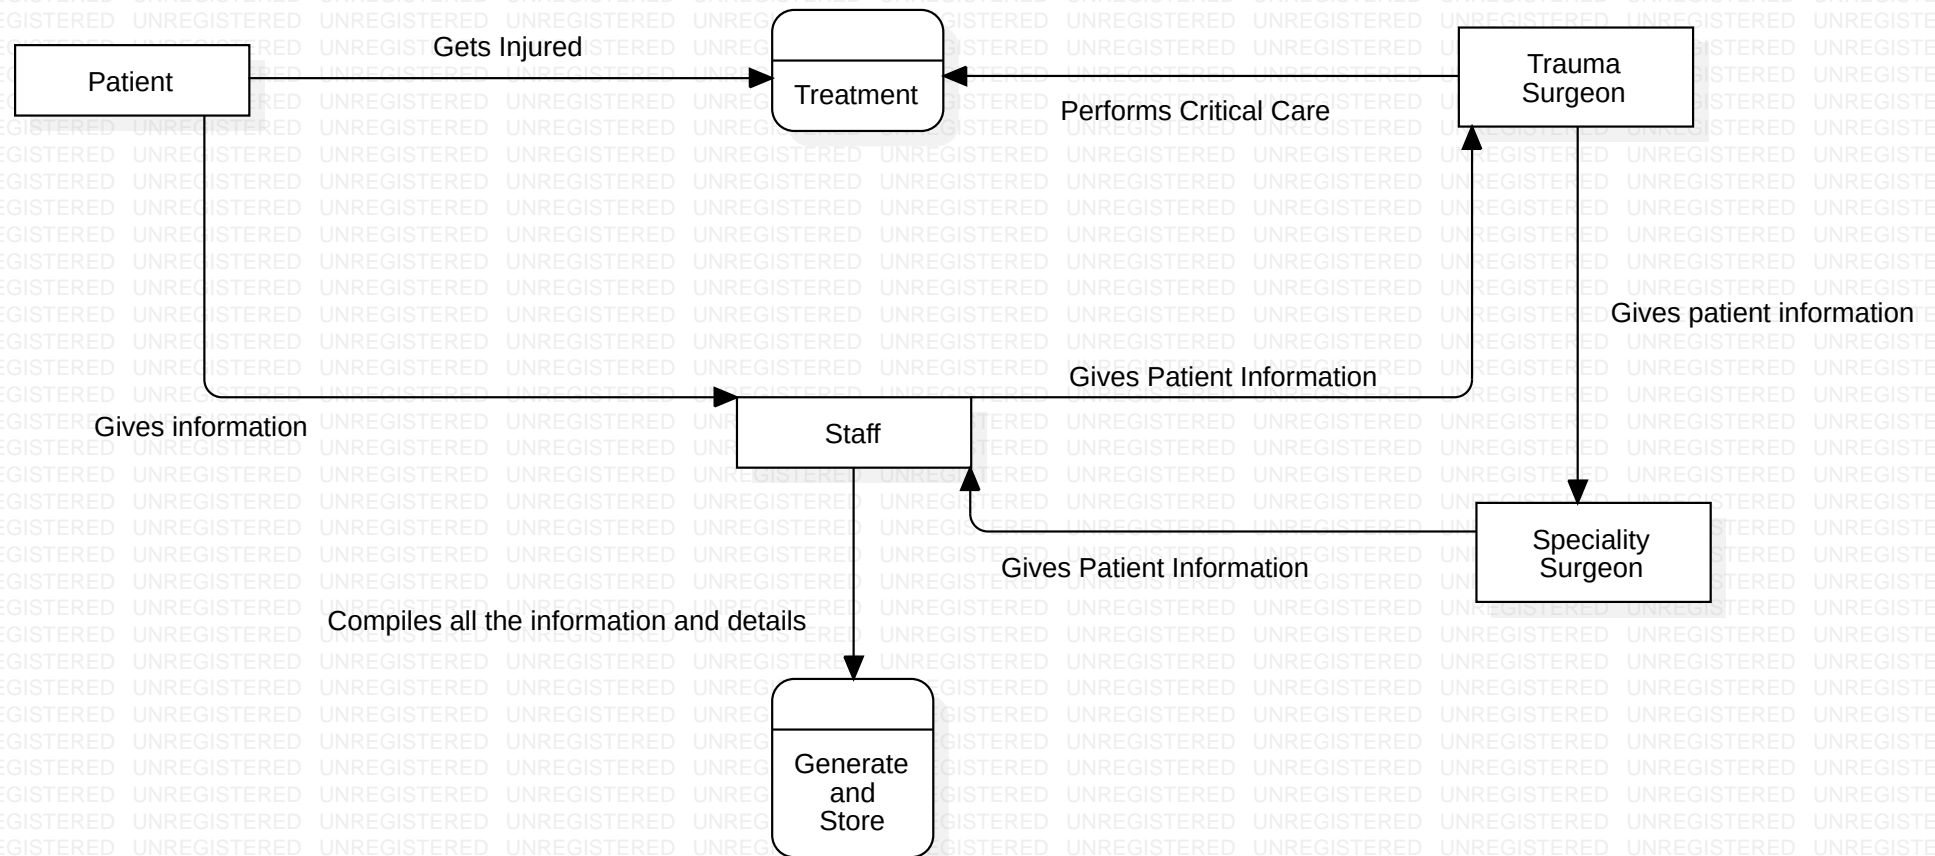 Gets Injured
Patient
Treatment
Trauma
Surgeon
Performs Critical Care
Gives patient information
Gives Patient Information
Gives information
Staff
Speciality
Surgeon
Gives Patient Information
Compiles all the information and details
Generate
and
Store
UNREGISTERED